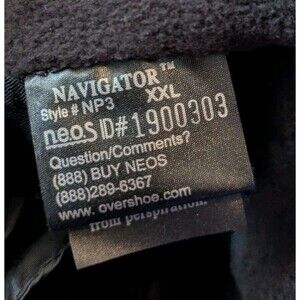 NAVIGATOR™
Style # NP3 XXL
neos ID#1900303
Question/Comments?
(888) BUY NEOS
(888)289-6367
www.overshoe.com
from perspiration.